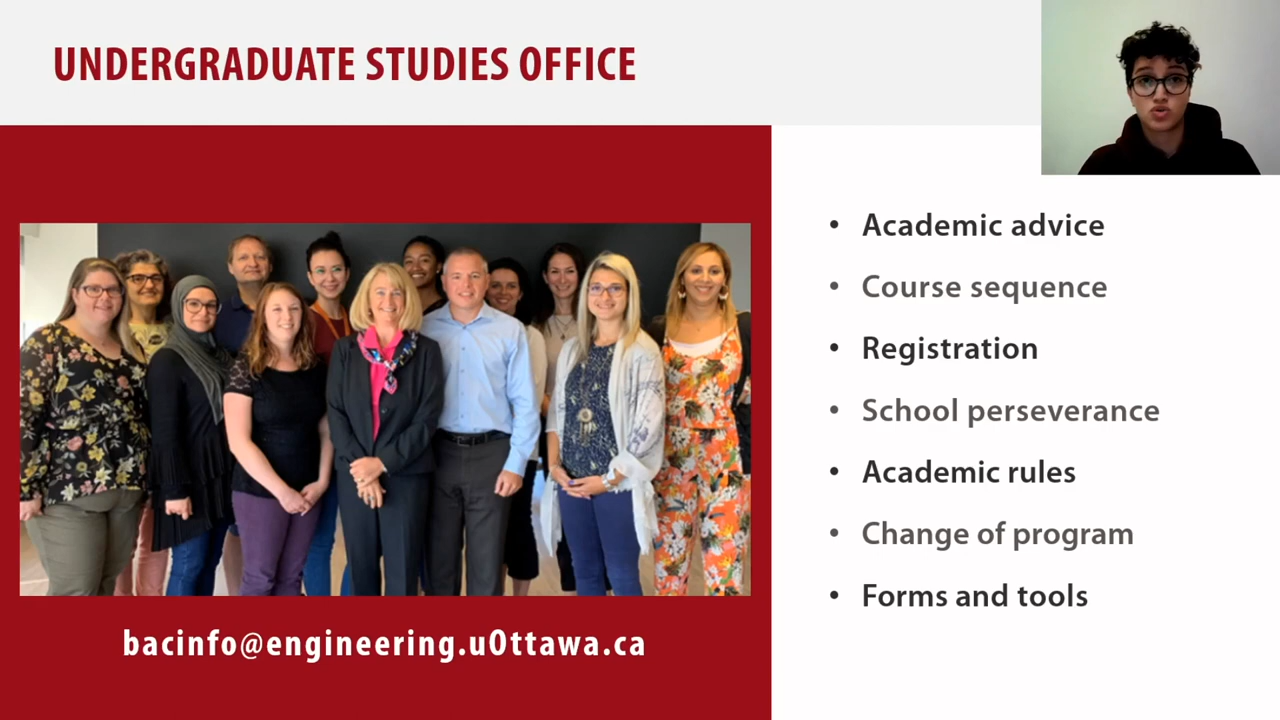 UNDERGRADUATE STUDIES OFFICE
• Academic advice
• Course sequence
• Registration
• School perseverance
• Academic rules
• Change of program
• Forms and tools
bacinfo@engineering.uOttawa.ca